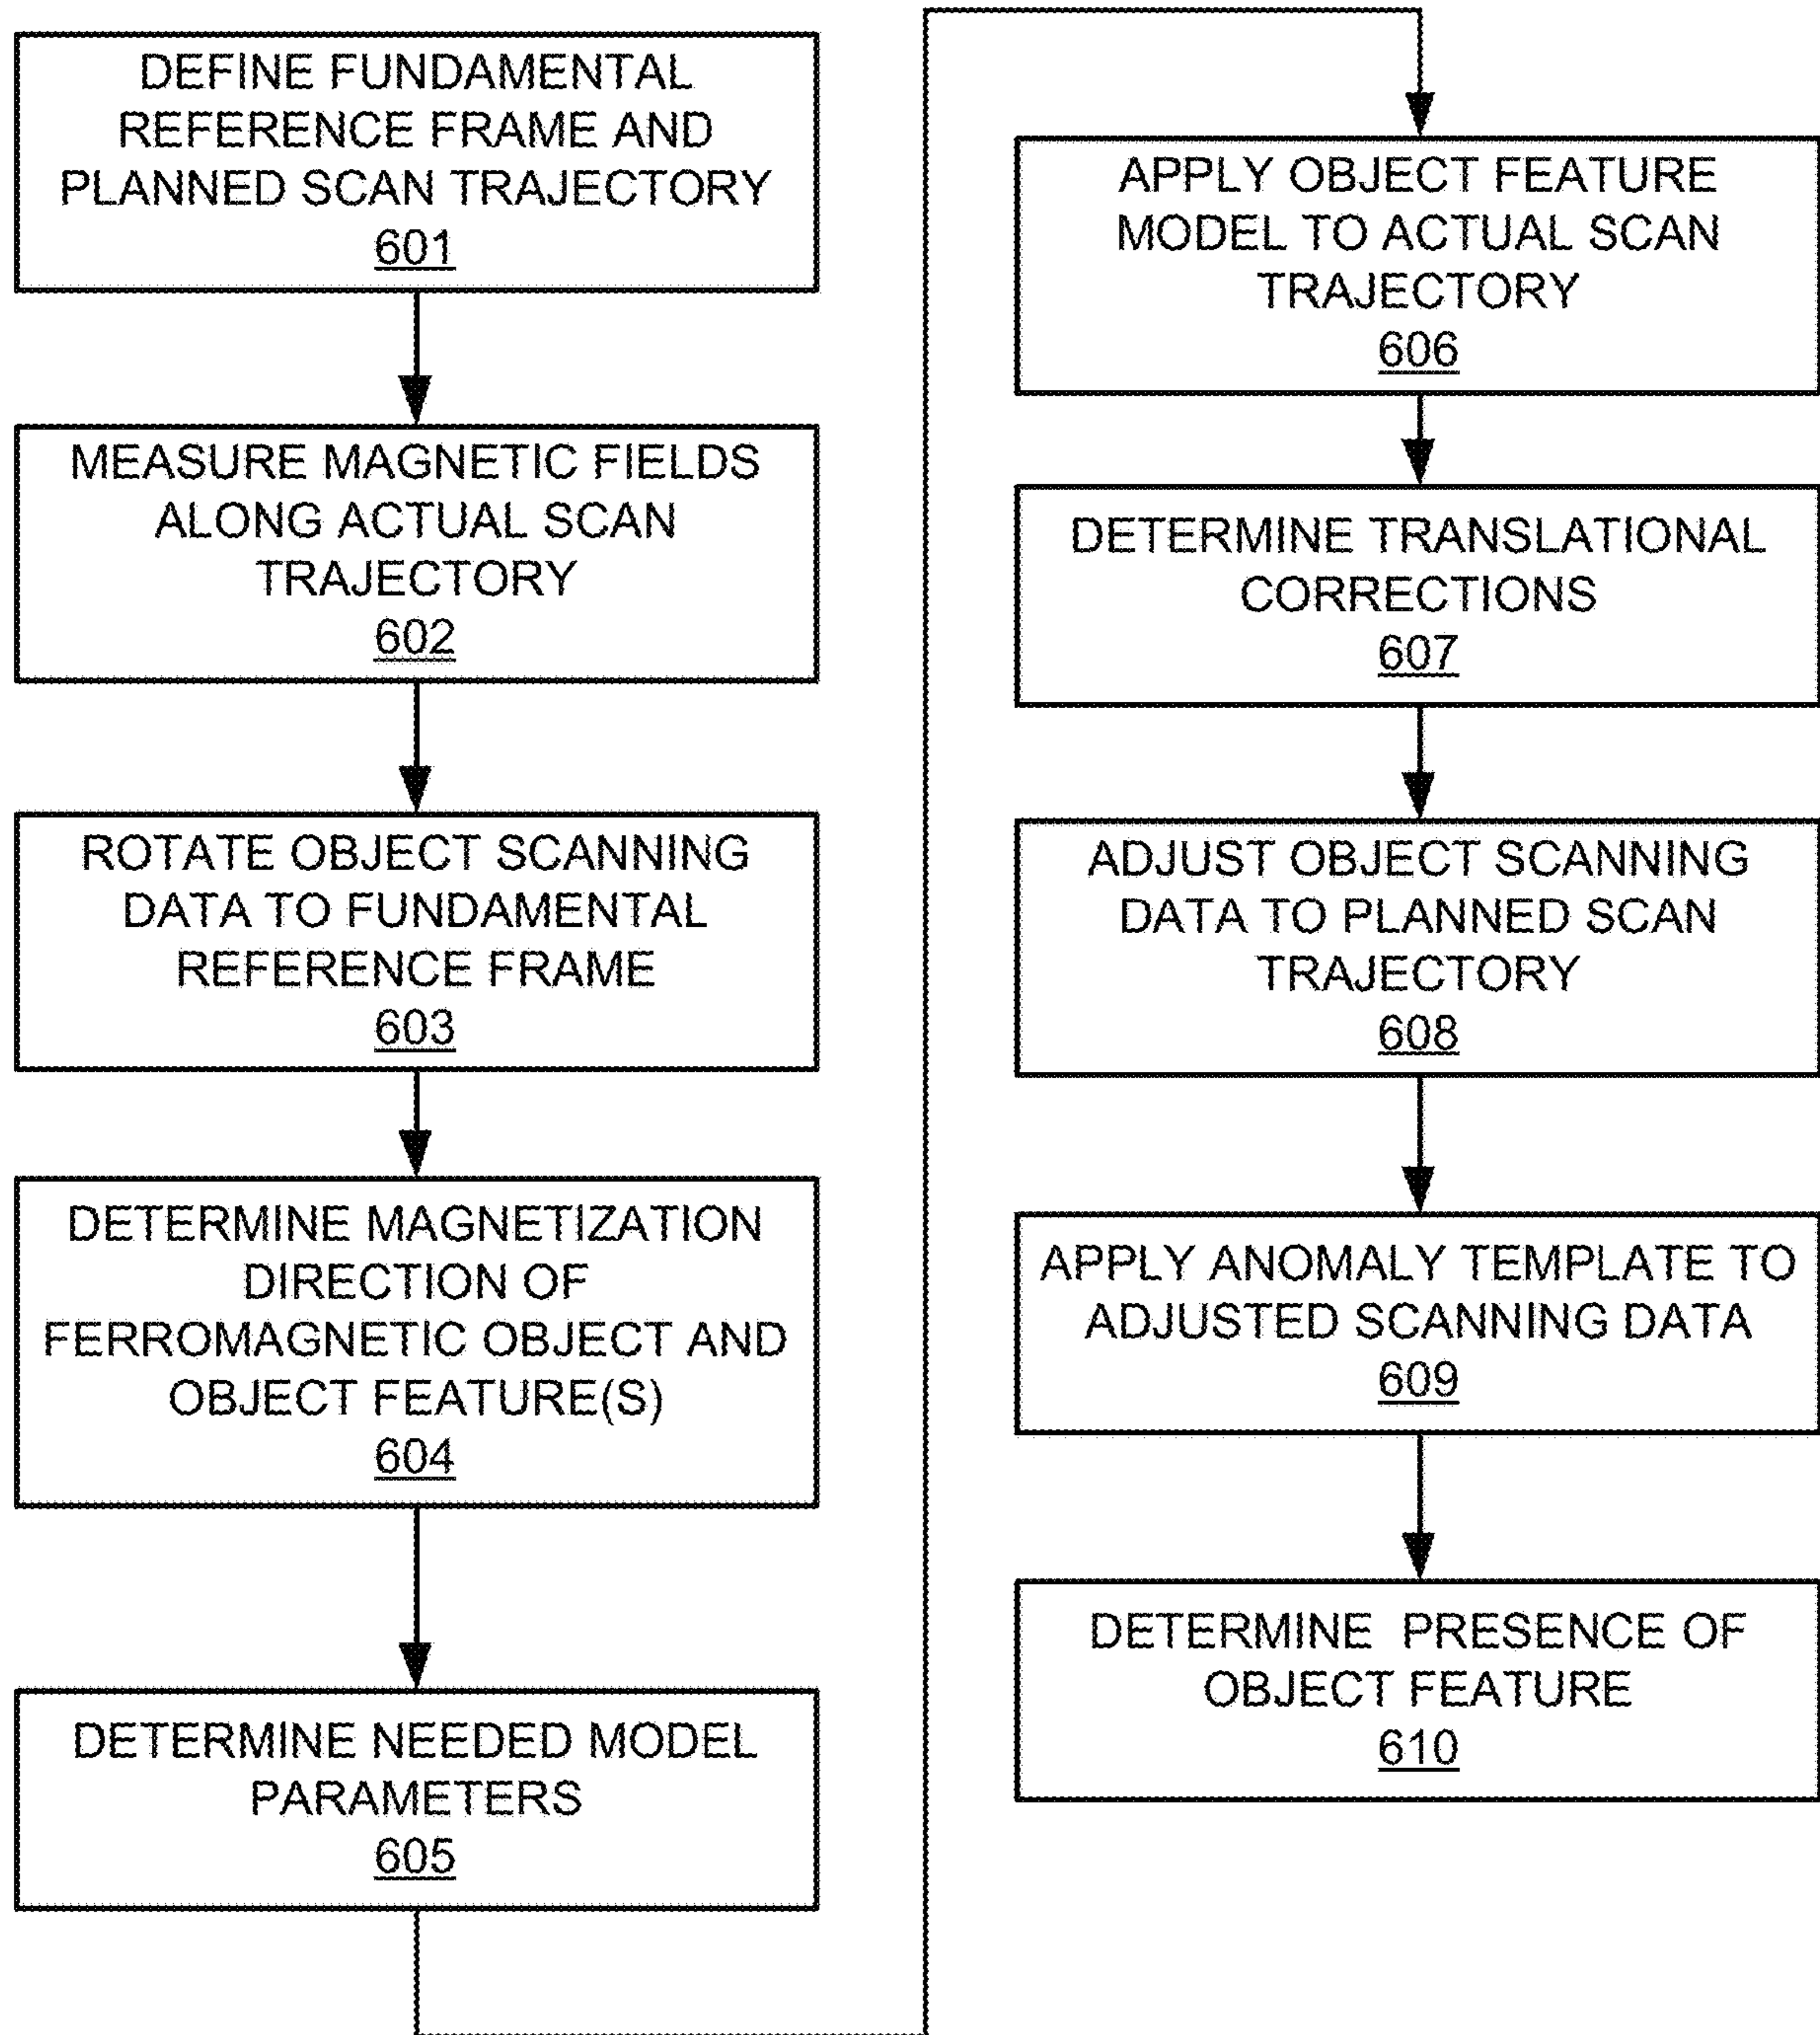 DEFINE FUNDAMENTAL
REFERENCE FRAME AND
PLANNED SCAN TRAJECTORY
601
MEASURE MAGNETIC FIELDS
ALONG ACTUAL SCAN
TRAJECTORY
602
ROTATE OBJECT SCANNING
DATA TO FUNDAMENTAL
REFERENCE FRAME
603
DETERMINE MAGNETIZATION
DIRECTION OF
FERROMAGNETIC OBJECT AND
OBJECT FEATURE(S)
604
DETERMINE NEEDED MODEL
PARAMETERS
605
APPLY OBJECT FEATURE
MODEL TO ACTUAL SCAN
TRAJECTORY
606
DETERMINE TRANSLATIONAL
CORRECTIONS
607
ADJUST OBJECT SCANNING
DATA TO PLANNED SCAN
TRAJECTORY
608
APPLY ANOMALY TEMPLATE TO
ADJUSTED SCANNING DATA
609
DETERMINE PRESENCE OF
OBJECT FEATURE
610